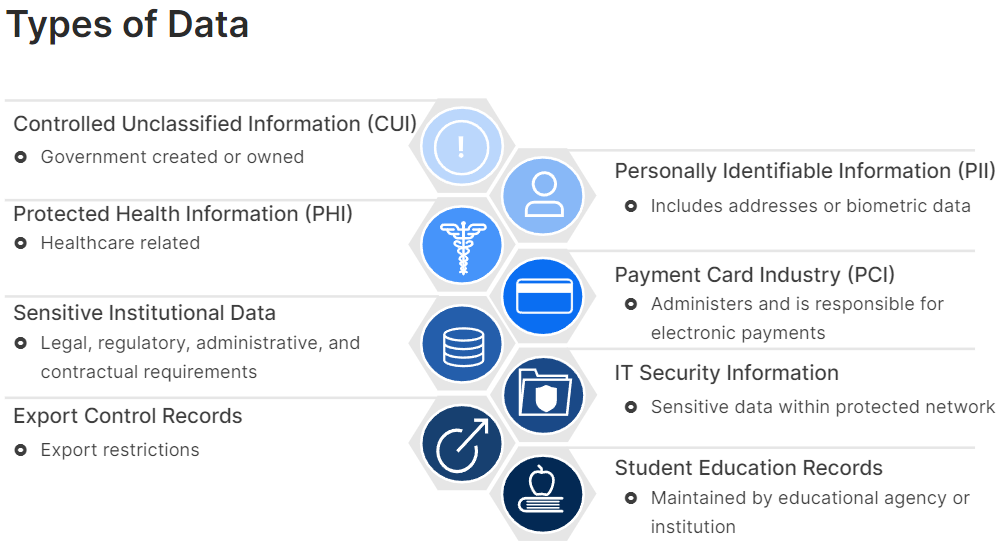 Types of Data
Controlled Unclassified Information (CUI)
Government created or owned
Personally Identifiable Information (PII)
Includes addresses or biometric data
Protected Health Information (PHI)
Healthcare related
Payment Card Industry (PCI)
Administers and is responsible for
electronic payments
Sensitive Institutional Data
Legal, regulatory, administrative, and
contractual requirements
IT Security Information
Sensitive data within protected network
Export Control Records
Export restrictions
Student Education Records
Maintained by educational agency or
institution